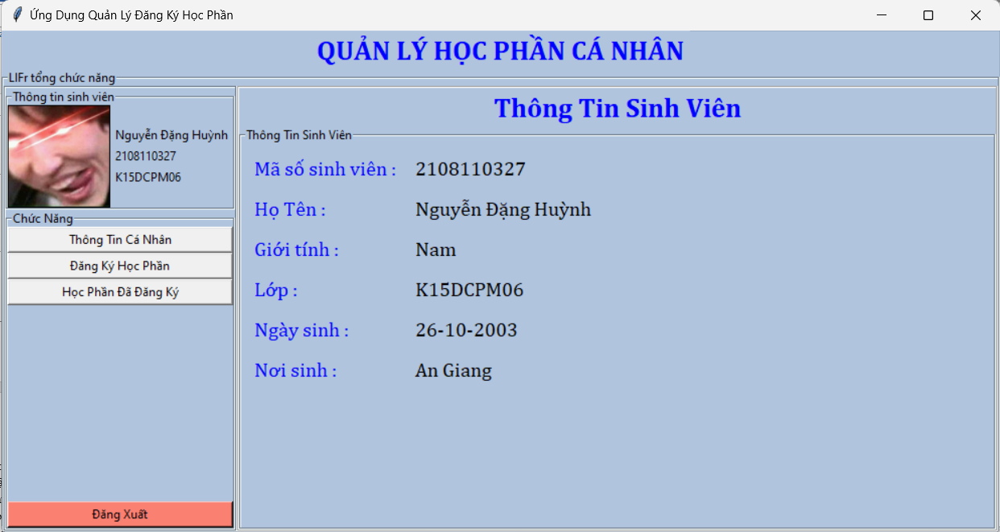 Ứng Dụng Quản Lý Đăng Ký Học Phần
QUẢN LÝ HỌC PHẦN CÁ NHÂN
LIFr tổng chức năng
Thông tin sinh viên
Nguyễn Đặng Huỳnh
2108110327
K15DCPM06
Chức Năng
Thông Tin Cá Nhân
Đăng Ký Học Phần
Học Phần Đã Đăng Ký
Đăng Xuất
Thông Tin Sinh Viên
Thông Tin Sinh Viên
Mã số sinh viên : 2108110327
Họ Tên : Nguyễn Đặng Huỳnh
Giới tính : Nam
Lớp : K15DCPM06
Ngày sinh : 26-10-2003
Nơi sinh : An Giang